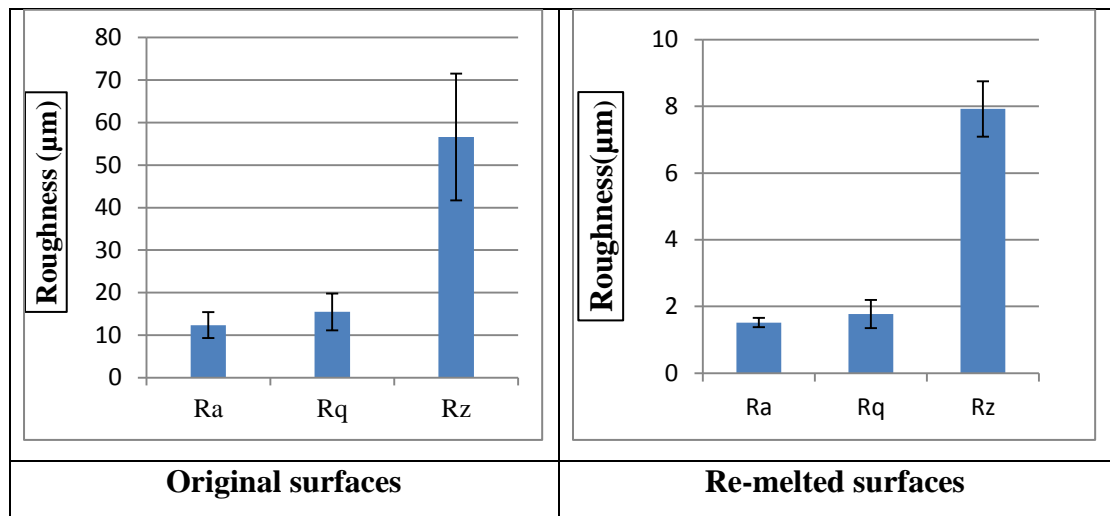 Roughness (μm)
80
70
60
50
40
30
20
10
0
Ra Rq Rz
Roughness(μm)
10
8
6
4
2
0
Ra Rq Rz
Original surfaces
Re-melted surfaces